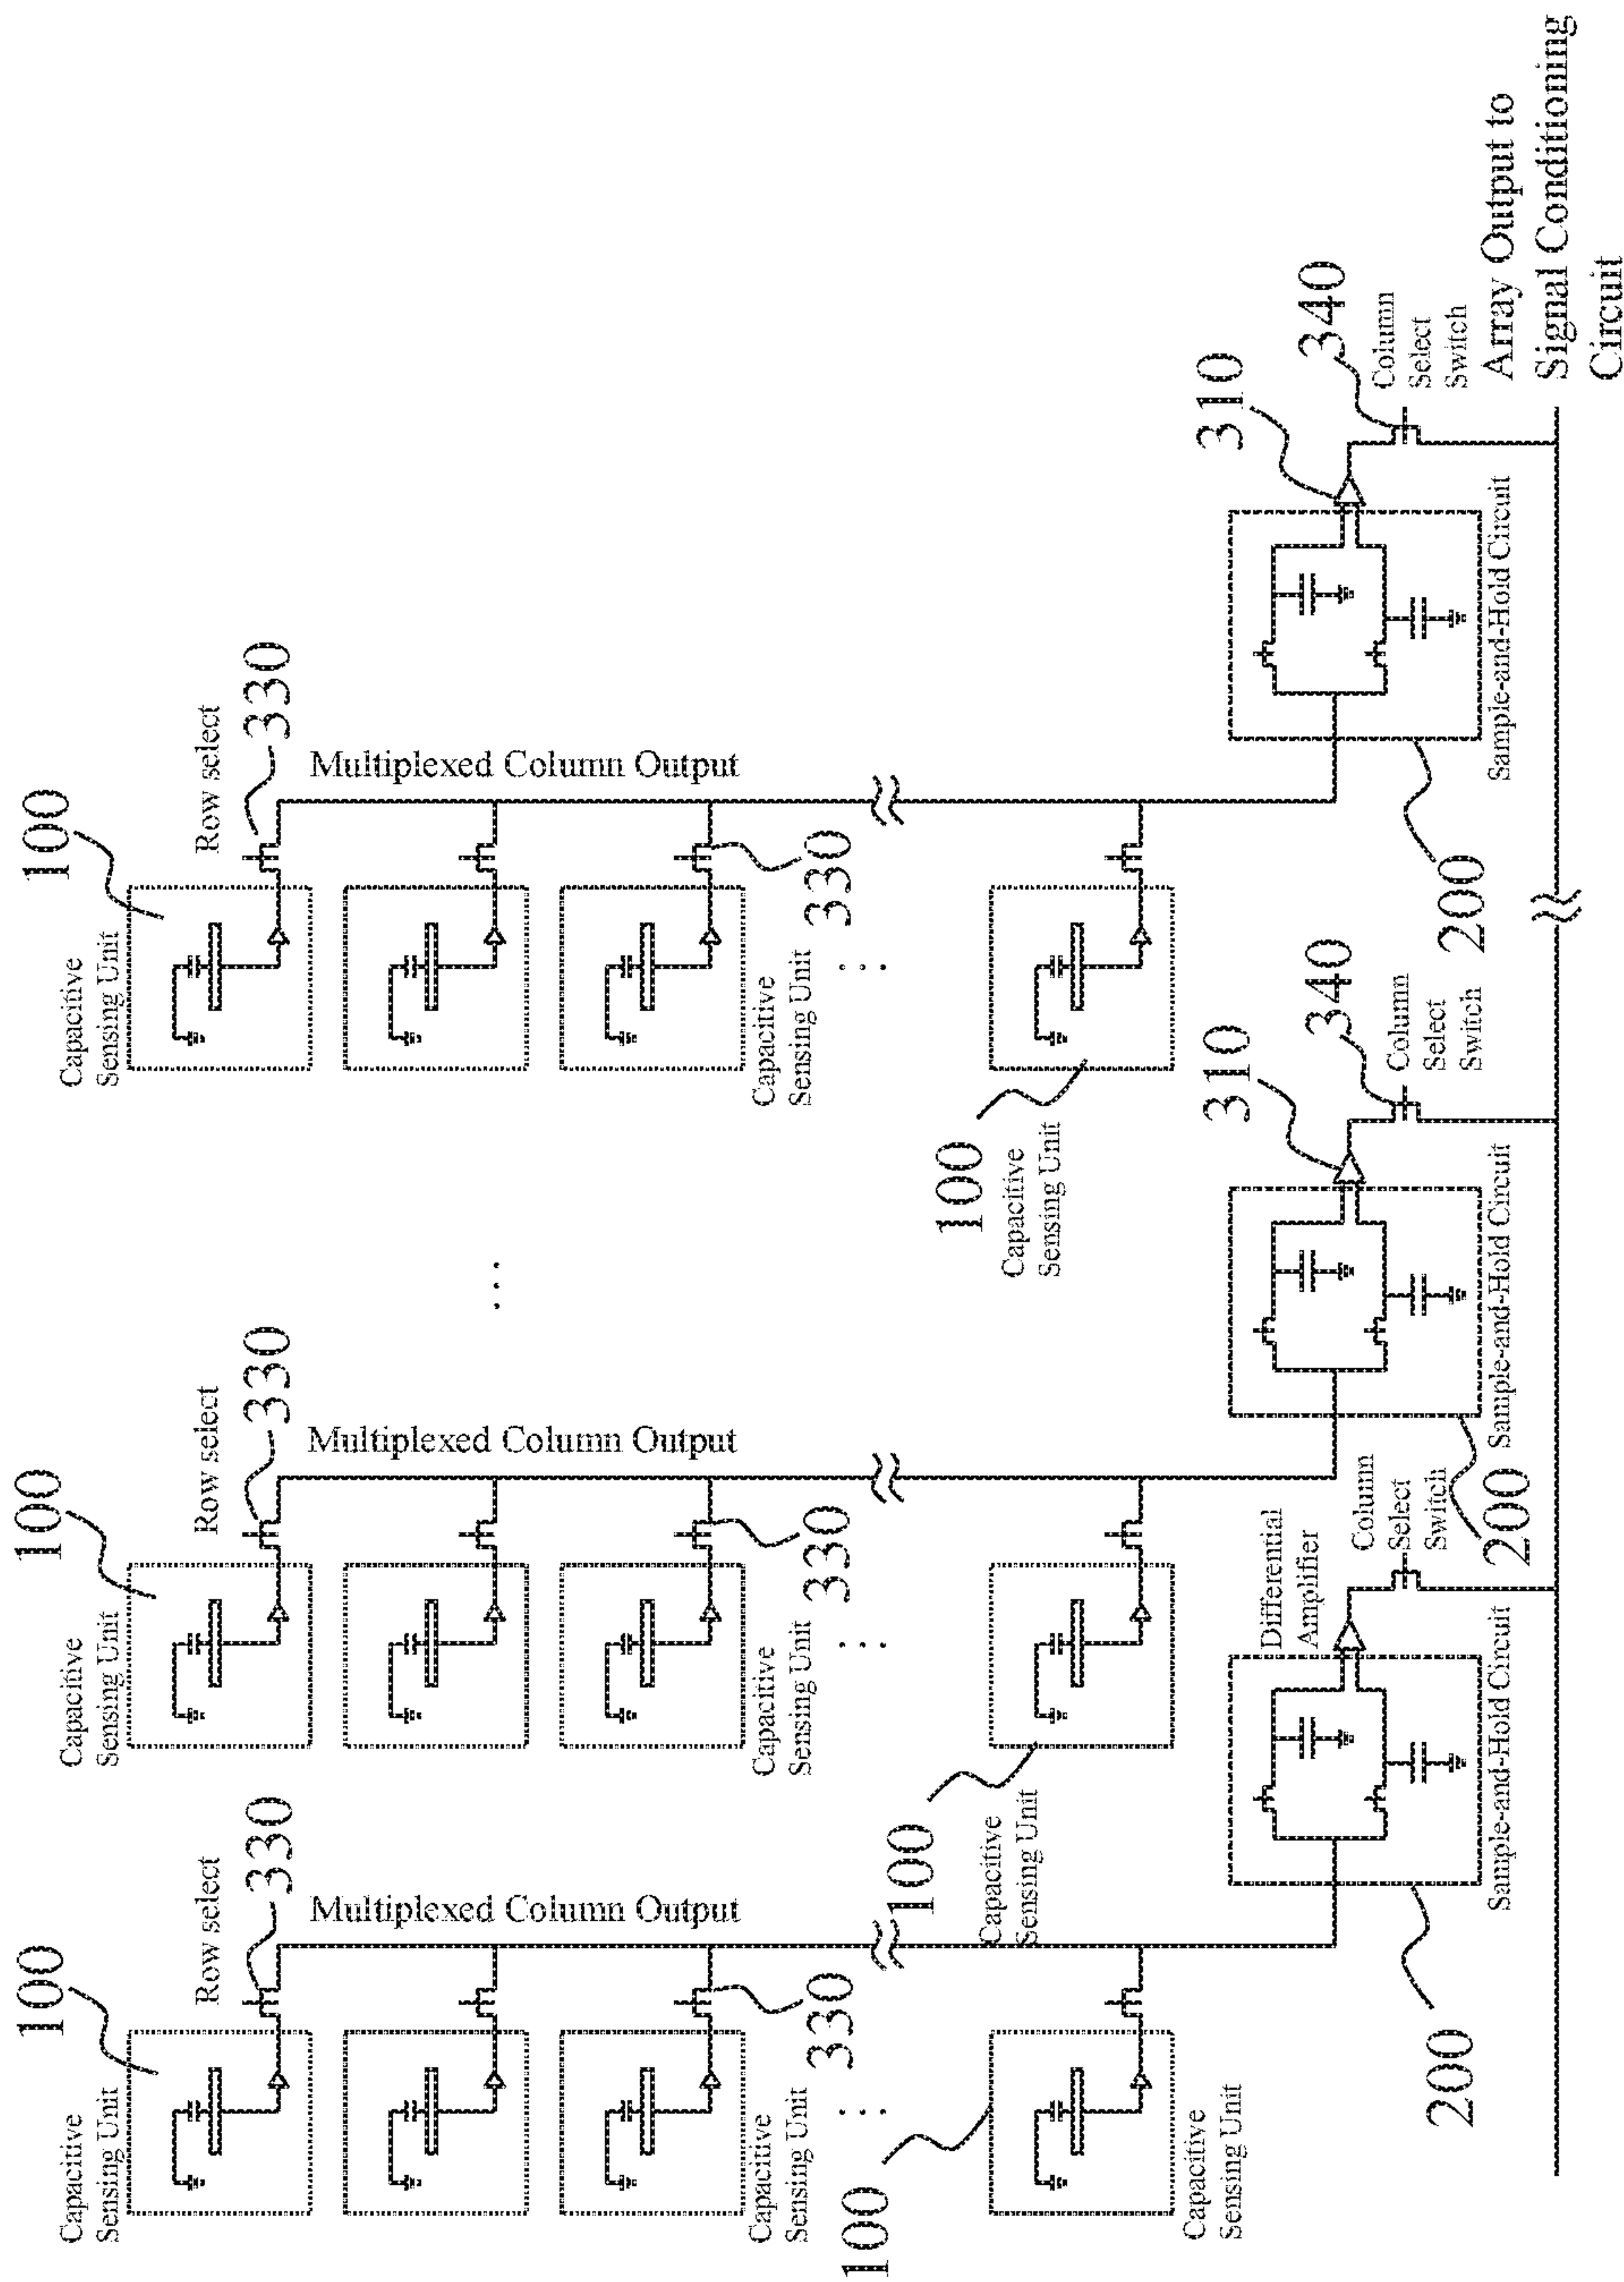 100
Capacitive
Sensing Unit
Row select
330
Multiplexed Column Output
330
Capacitive
Sensing Unit
100
Capacitive
Sensing Unit
100
Capacitive
Sensing Unit
Row select
330
Multiplexed Column Output
330
Capacitive
Sensing Unit
100
Capacitive
Sensing Unit
...
100
Capacitive
Sensing Unit
Row select
330
Multiplexed Column Output
330
Capacitive
Sensing Unit
100
Capacitive
Sensing Unit
200
Sample-and-Hold Circuit
Differential
Amplifier
Column
Select
Switch
200
Sample-and-Hold Circuit
310
340
Column
Select
Switch
200
Sample-and-Hold Circuit
310
340
Column
Select
Switch
Array Output to
Signal Conditioning
Circuit